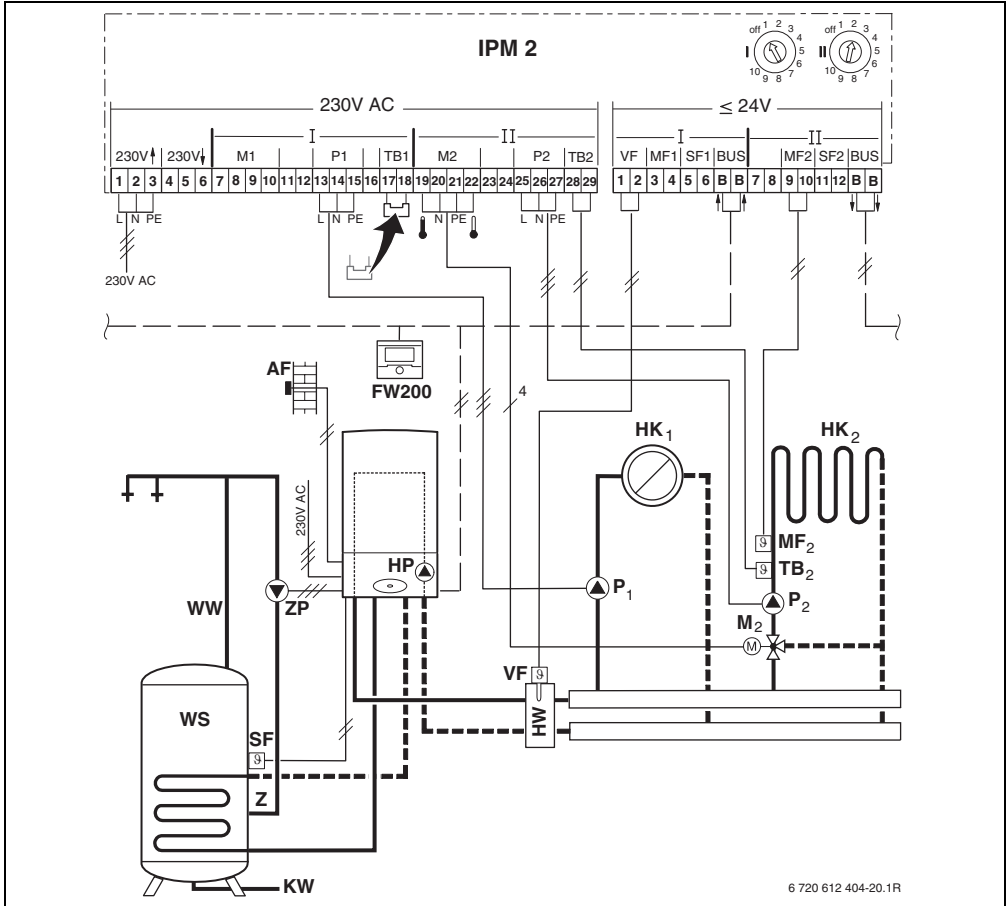 IPM 2
I
off 1 2 3 4 5 6 7 8 9 10
II
off 1 2 3 4 5 6 7 8 9 10
230V AC
≤ 24V
I
II
I
II
230V 230V M1 P1 TB1 M2 P2 TB2
VF MF1 SF1 BUS MF2 SF2 BUS
1 2 3 4 5 6 7 8 9 10 11 12 13 14 15 16 17 18 19 20 21 22 23 24 25 26 27 28 29
1 2 3 4 5 6 B B 7 8 9 10 11 12 B B
L N PE
L N PE
N PE
L N PE
230V AC
AF
FW200
4
HK1
HK2
230V AC
MF2
TB2
HP
P1
P2
WW
ZP
M2
M
VF
ϑ
ϑ
ϑ
HW
WS
SF
ϑ
Z
KW
6 720 612 404-20.1R